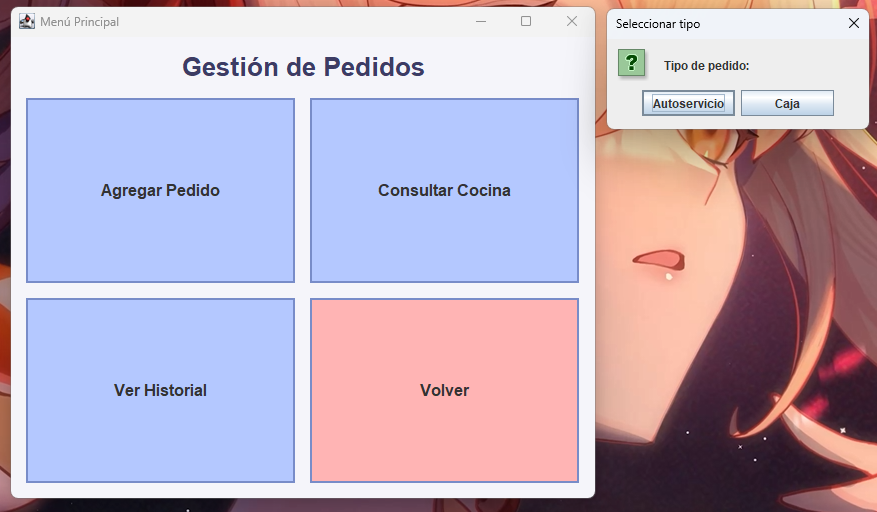 Menú Principal
Gestión de Pedidos
Agregar Pedido
Consultar Cocina
Ver Historial
Volver
Seleccionar tipo
?
Tipo de pedido:
Autoservicio
Caja